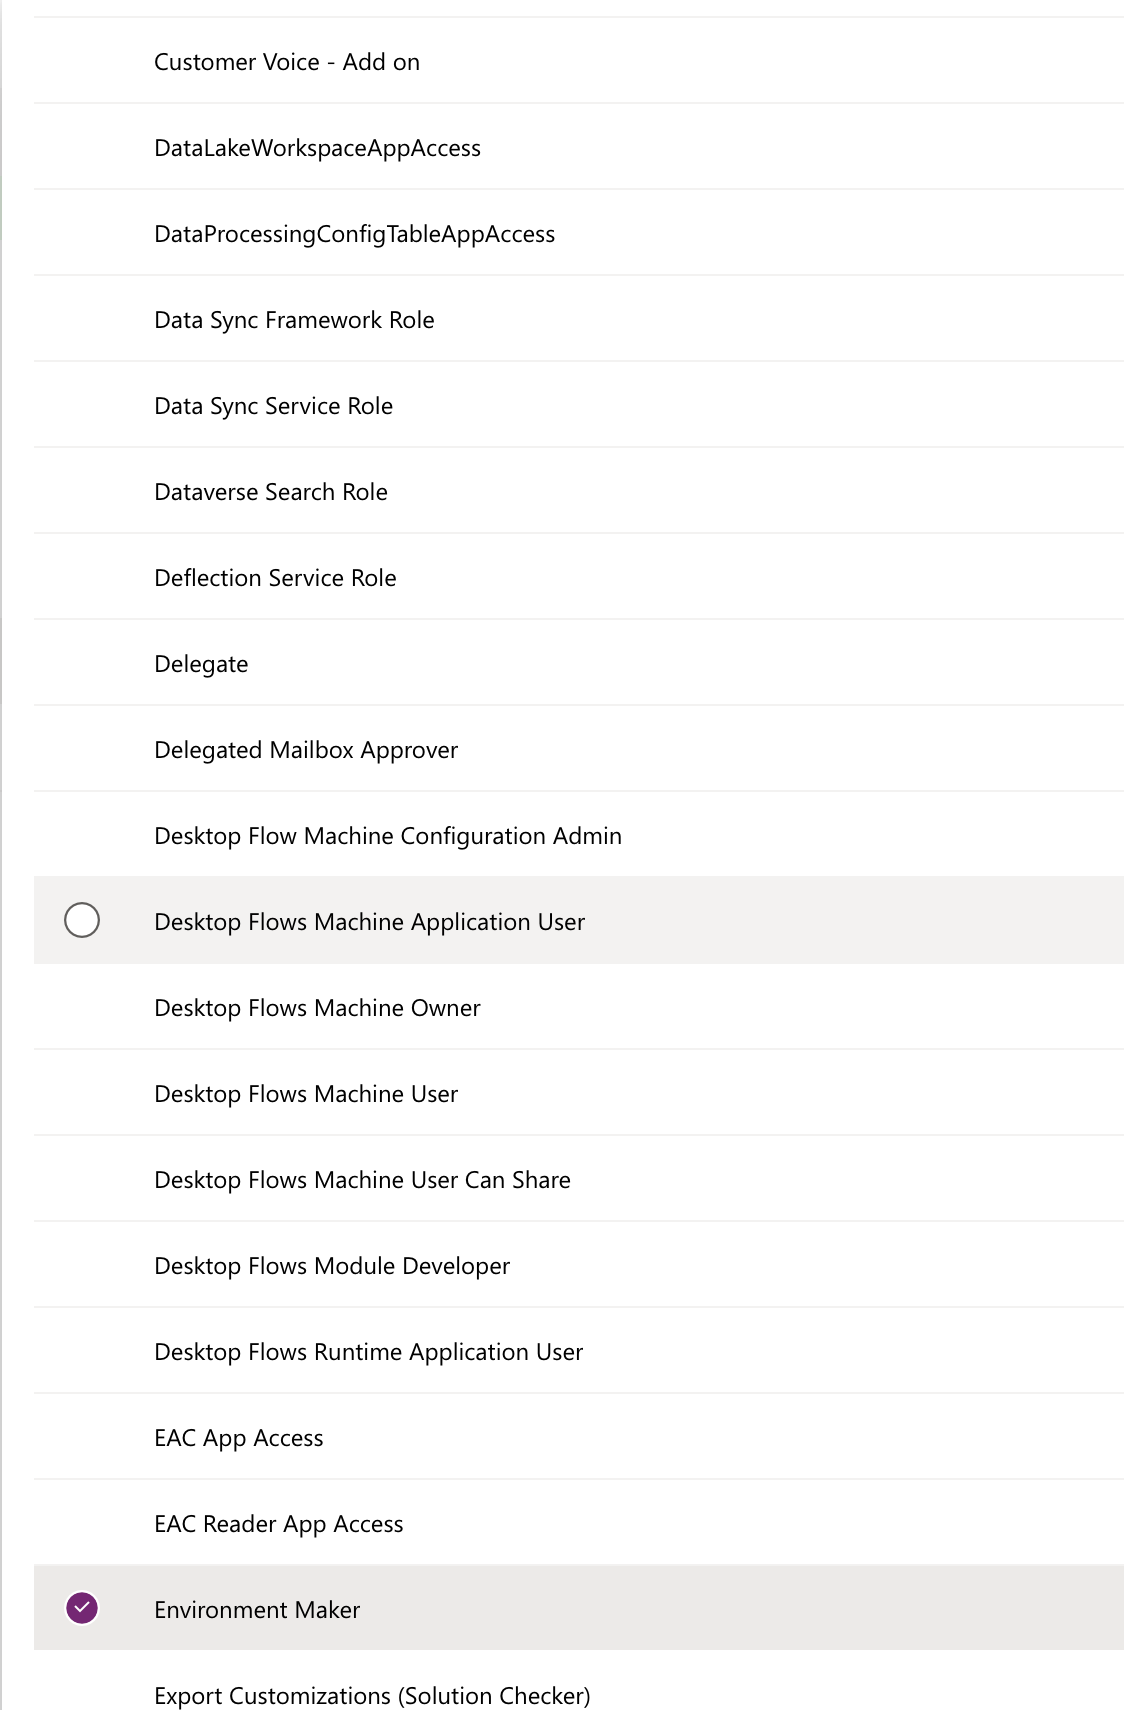 Customer Voice - Add on
DataLakeWorkspaceAppAccess
DataProcessingConfigTableAppAccess
Data Sync Framework Role
Data Sync Service Role
Dataverse Search Role
Deflection Service Role
Delegate
Delegated Mailbox Approver
Desktop Flow Machine Configuration Admin
Desktop Flows Machine Application User
Desktop Flows Machine Owner
Desktop Flows Machine User
Desktop Flows Machine User Can Share
Desktop Flows Module Developer
Desktop Flows Runtime Application User
EAC App Access
EAC Reader App Access
Environment Maker
Export Customizations (Solution Checker)